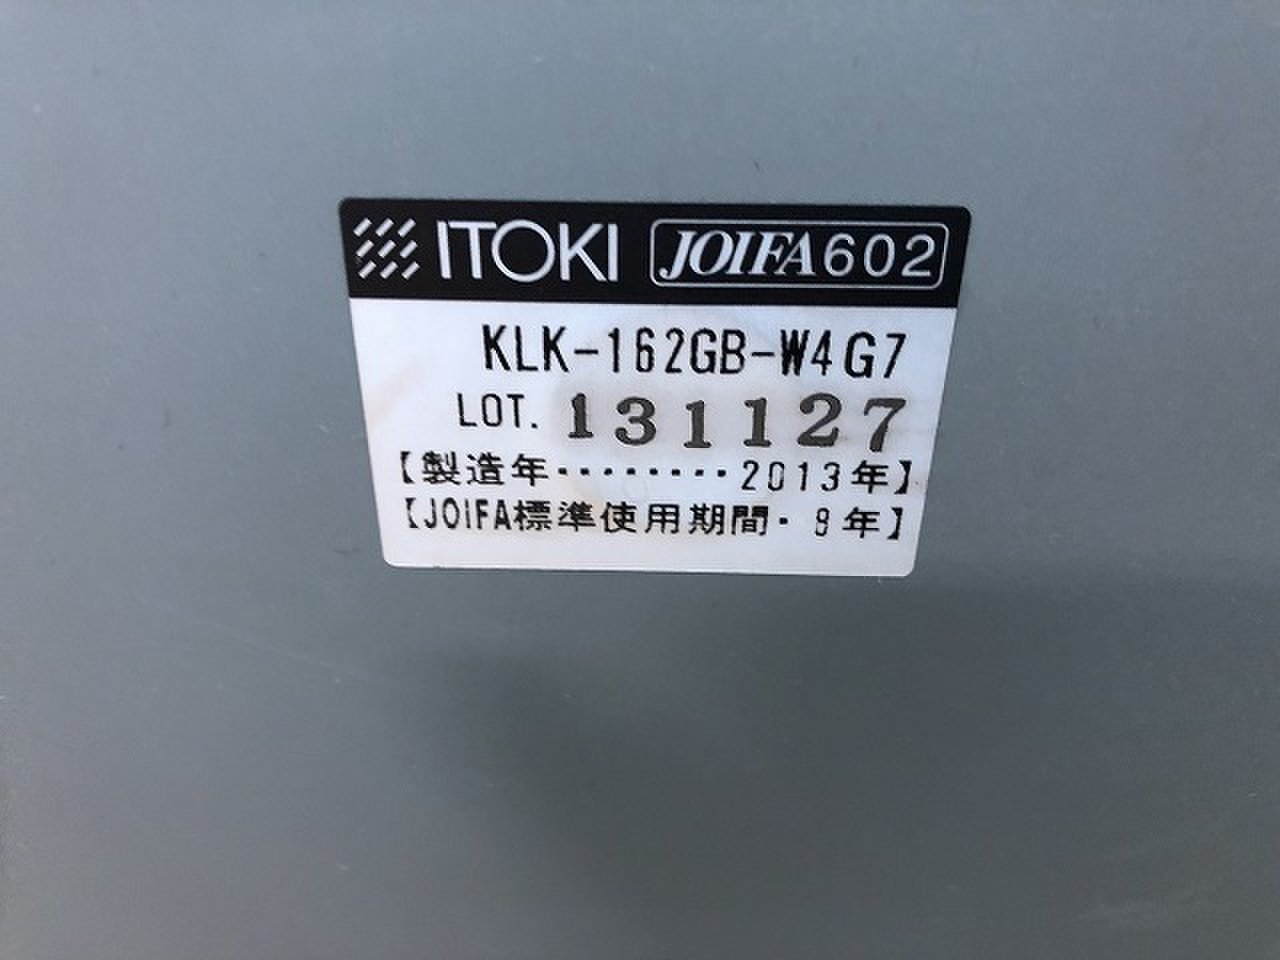 ITOKI JOIFA602
KLK-162GB-W4G7
LOT. 131127
【製造年········2013年】
【JOIFA標準使用期間·8年】